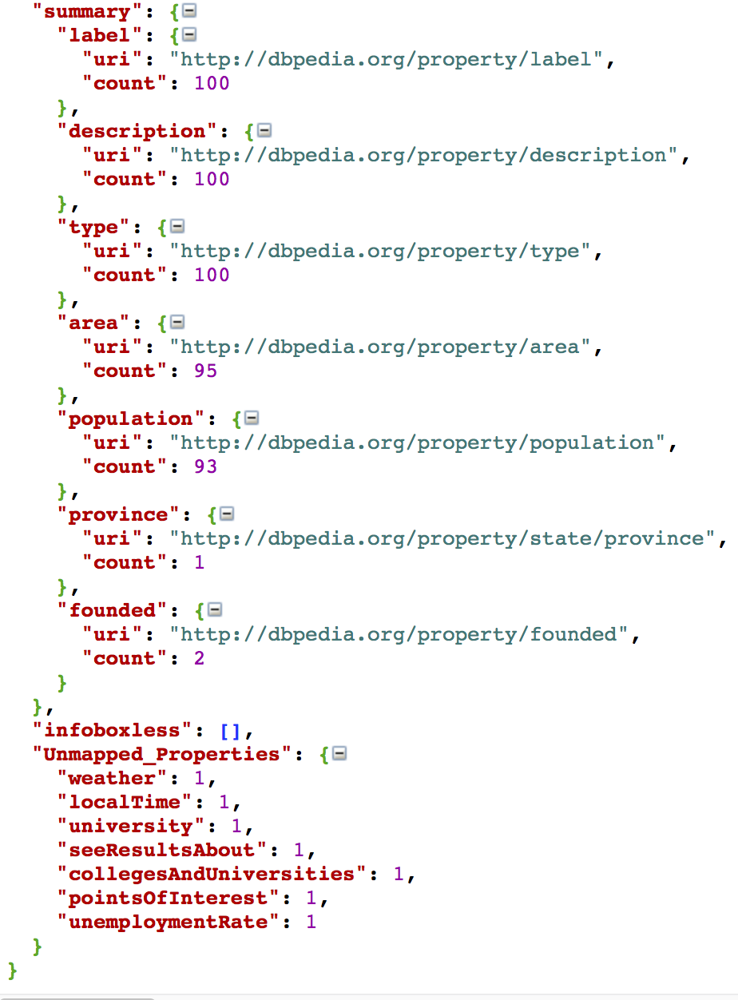 "summary": {
"label": {
"uri": "http://dbpedia.org/property/label",
"count": 100
},
"description": {
"uri": "http://dbpedia.org/property/description",
"count": 100
},
"type": {
"uri": "http://dbpedia.org/property/type",
"count": 100
},
"area": {
"uri": "http://dbpedia.org/property/area",
"count": 95
},
"population": {
"uri": "http://dbpedia.org/property/population",
"count": 93
},
"province": {
"uri": "http://dbpedia.org/property/state/province",
"count": 1
},
"founded": {
"uri": "http://dbpedia.org/property/founded",
"count": 2
}
},
"infoboxless": [],
"Unmapped_Properties": {
"weather": 1,
"localTime": 1,
"university": 1,
"seeResultsAbout": 1,
"collegesAndUniversities": 1,
"pointsOfInterest": 1,
"unemploymentRate": 1
}
}